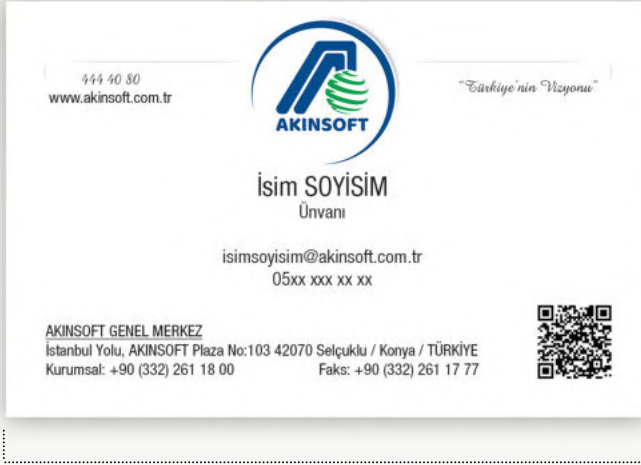 444 40 80
www.akinsoft.com.tr
AKINSOFT
“Türkiye'nin Vizyonu”
İsim SOYİSİM
Ünvanı
isimsoyisim@akinsoft.com.tr
05xx xxx xx xx
AKINSOFT GENEL MERKEZ
İstanbul Yolu, AKINSOFT Plaza No:103 42070 Selçuklu / Konya / TÜRKİYE
Kurumsal: +90 (332) 261 18 00 Faks: +90 (332) 261 17 77